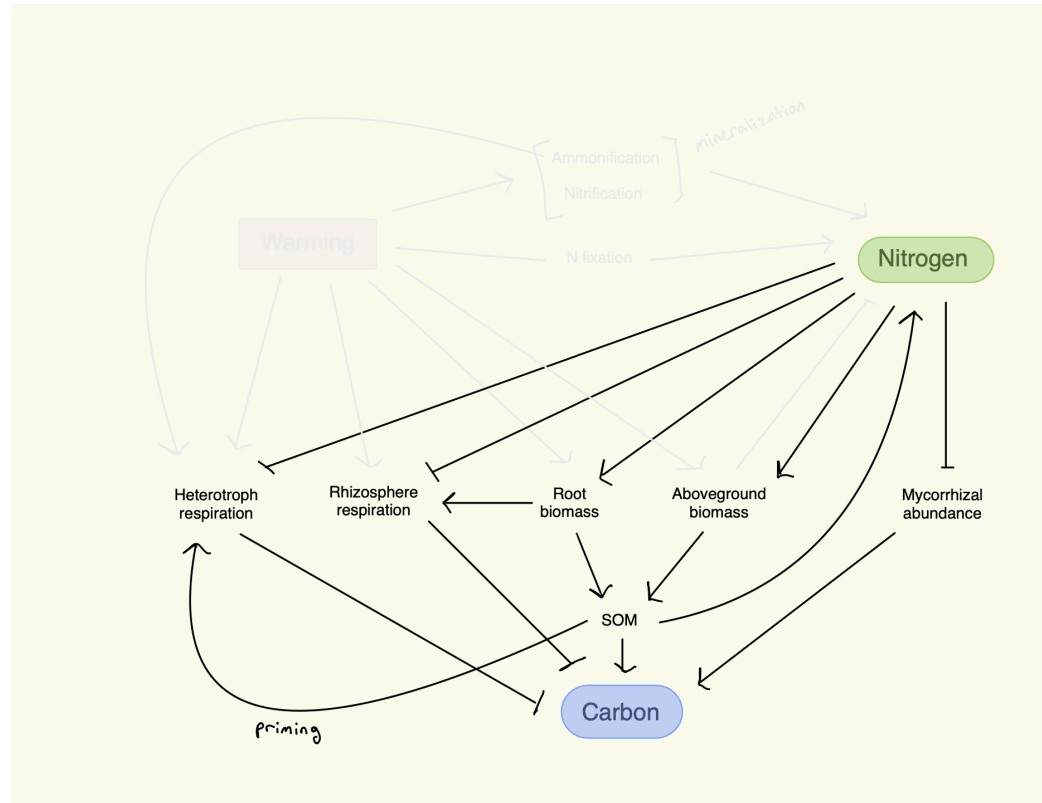 mineralization
Ammonification
Nitrification
Warming
N fixation
Nitrogen
Heterotroph
respiration
Rhizosphere
respiration
Root
biomass
Aboveground
biomass
Mycorrhizal
abundance
SOM
Carbon
priming